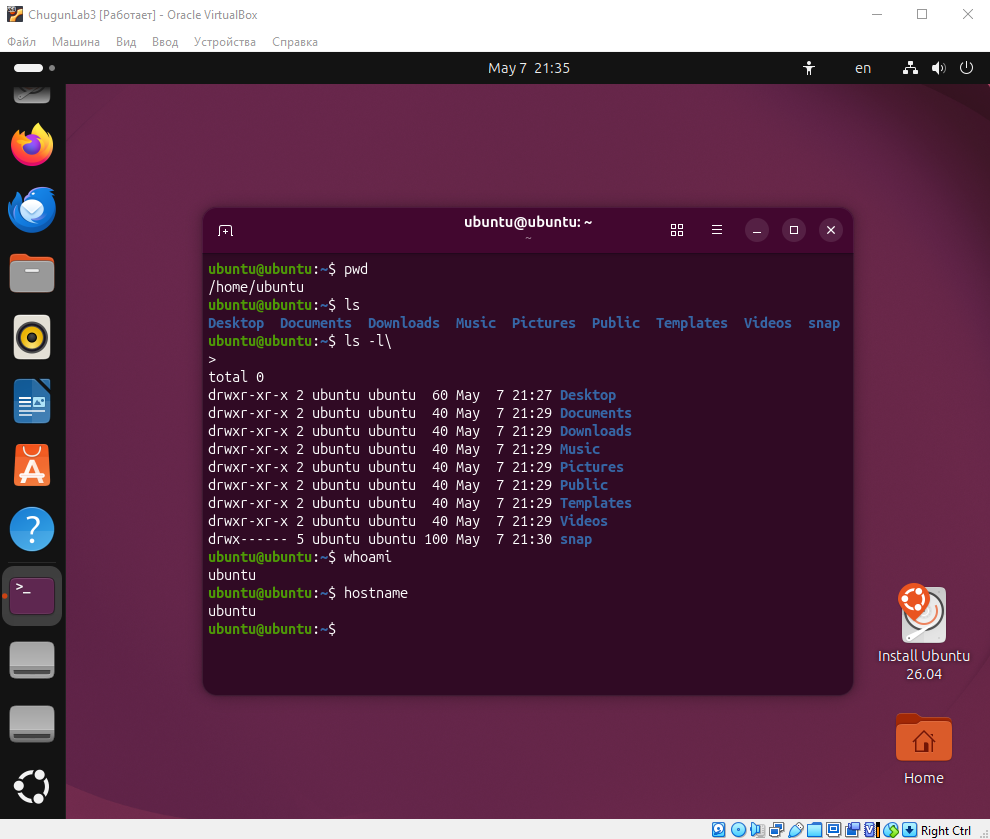 ChugunLab3 [Работает] - Oracle VirtualBox
Файл Машина Вид Ввод Устройства Справка
May 7 21:35
en
ubuntu@ubuntu: ~
~
ubuntu@ubuntu:~$ pwd
/home/ubuntu
ubuntu@ubuntu:~$ ls
Desktop Documents Downloads Music Pictures Public Templates Videos snap
ubuntu@ubuntu:~$ ls -l\
>
total 0
drwxr-xr-x 2 ubuntu ubuntu 60 May 7 21:27 Desktop
drwxr-xr-x 2 ubuntu ubuntu 40 May 7 21:29 Documents
drwxr-xr-x 2 ubuntu ubuntu 40 May 7 21:29 Downloads
drwxr-xr-x 2 ubuntu ubuntu 40 May 7 21:29 Music
drwxr-xr-x 2 ubuntu ubuntu 40 May 7 21:29 Pictures
drwxr-xr-x 2 ubuntu ubuntu 40 May 7 21:29 Public
drwxr-xr-x 2 ubuntu ubuntu 40 May 7 21:29 Templates
drwxr-xr-x 2 ubuntu ubuntu 40 May 7 21:29 Videos
drwx------ 5 ubuntu ubuntu 100 May 7 21:30 snap
ubuntu@ubuntu:~$ whoami
ubuntu
ubuntu@ubuntu:~$ hostname
ubuntu
ubuntu@ubuntu:~$
Install Ubuntu
26.04
Home
Right Ctrl